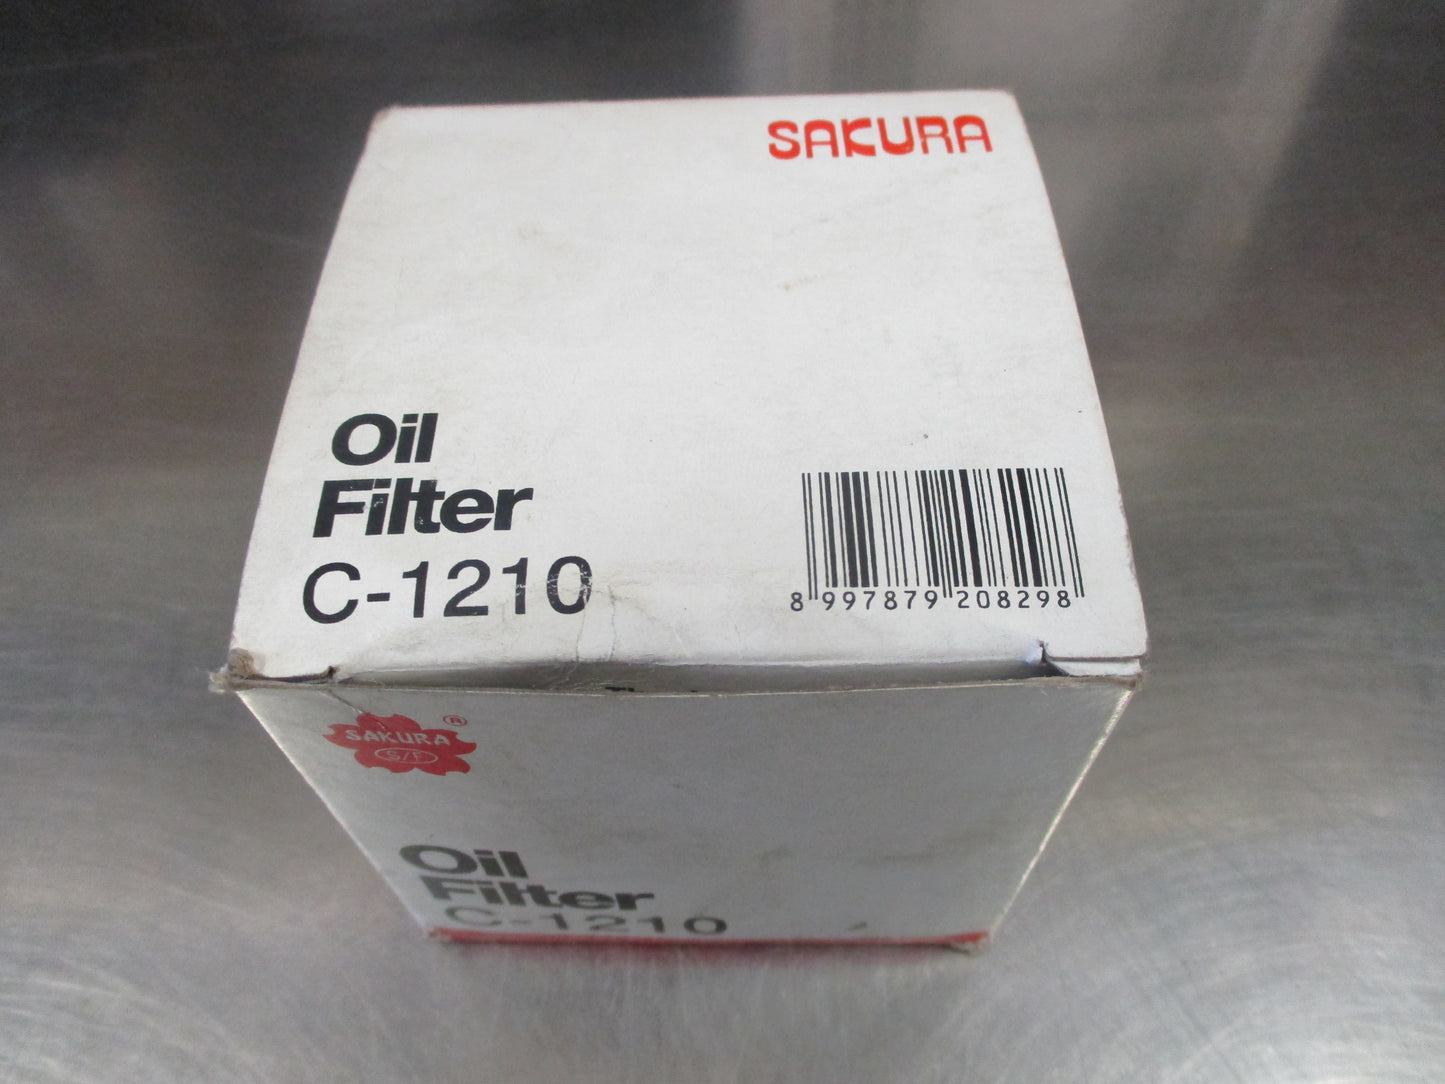 SAKURA
Oil
Filter
C-1210
8 997879 208298
SAKURA ®
S/F
Oil
Filter
C-1210